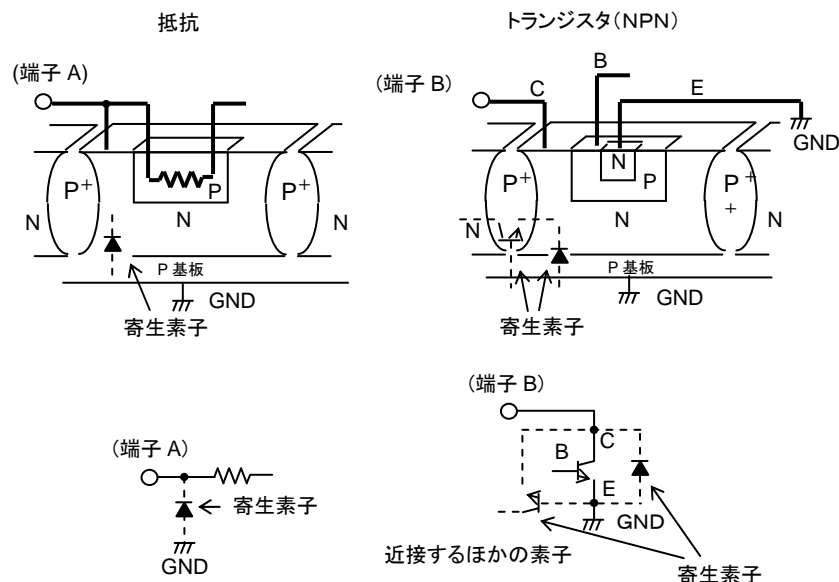 抵抗
トランジスタ(NPN)
(端子 A)
(端子 B)
B
C
E
GND
P+
P
N
P+
N
N
P 基板
GND
寄生素子
P+
N
P
P+
+
N
N
N
P 基板
GND
寄生素子
(端子 A)
寄生素子
GND
(端子 B)
C
B
E
GND
近接するほかの素子
寄生素子